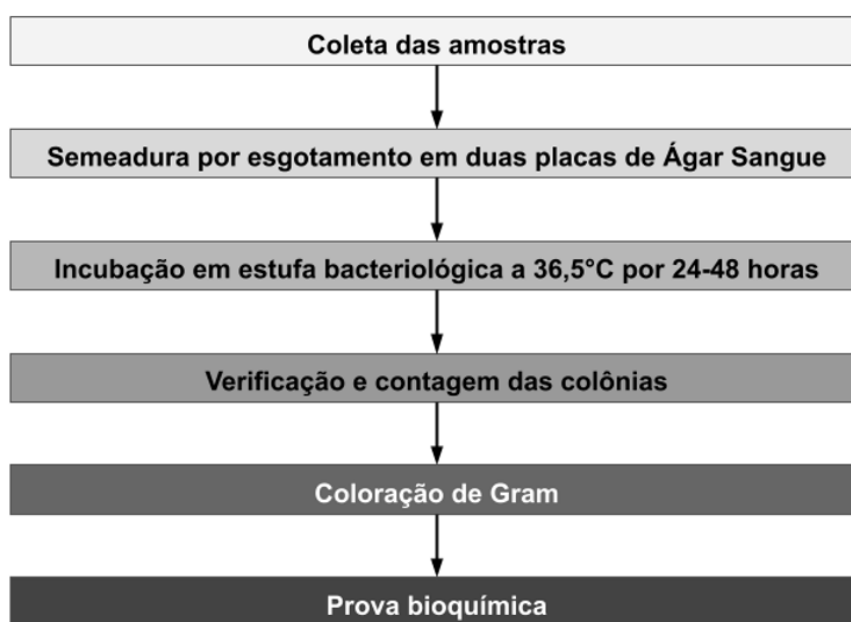 Coleta das amostras
Semeadura por esgotamento em duas placas de Ágar Sangue
Incubação em estufa bacteriológica a 36,5°C por 24-48 horas
Verificação e contagem das colônias
Coloração de Gram
Prova bioquímica